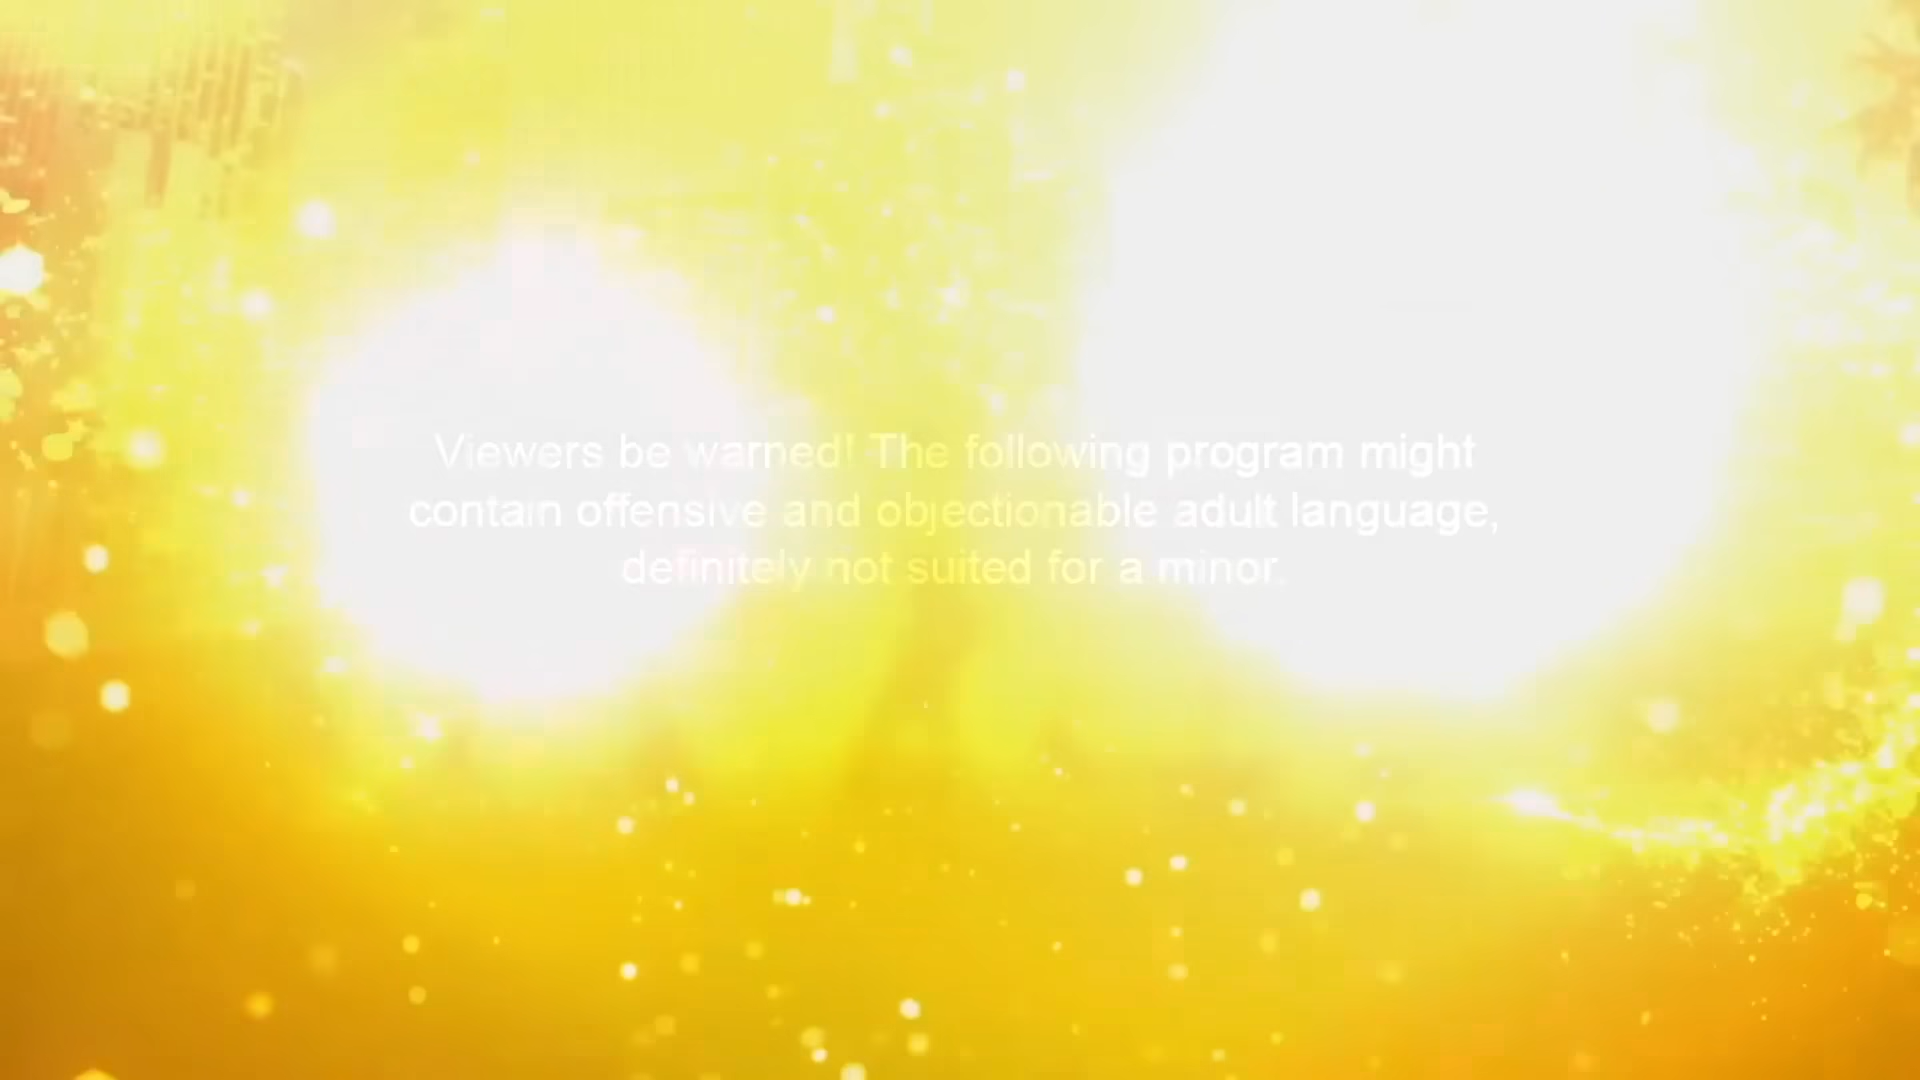 Viewers be warned! The following program might
contain offensive and objectionable adult language,
definitely not suited for a minor.